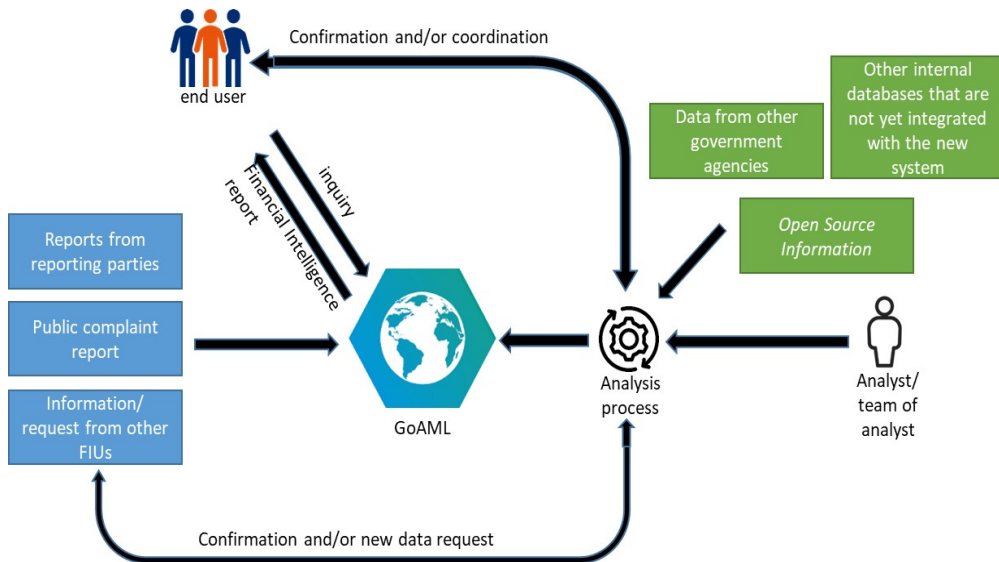 Confirmation and/or coordination
end user
Data from other
government
agencies
Other internal
databases that are
not yet integrated
with the new
system
inquiry
Financial Intelligence
report
Open Source
Information
Reports from
reporting parties
Public complaint
report
Information/
request from other
FIUs
GoAML
Analysis
process
Analyst/
team of
analyst
Confirmation and/or new data request